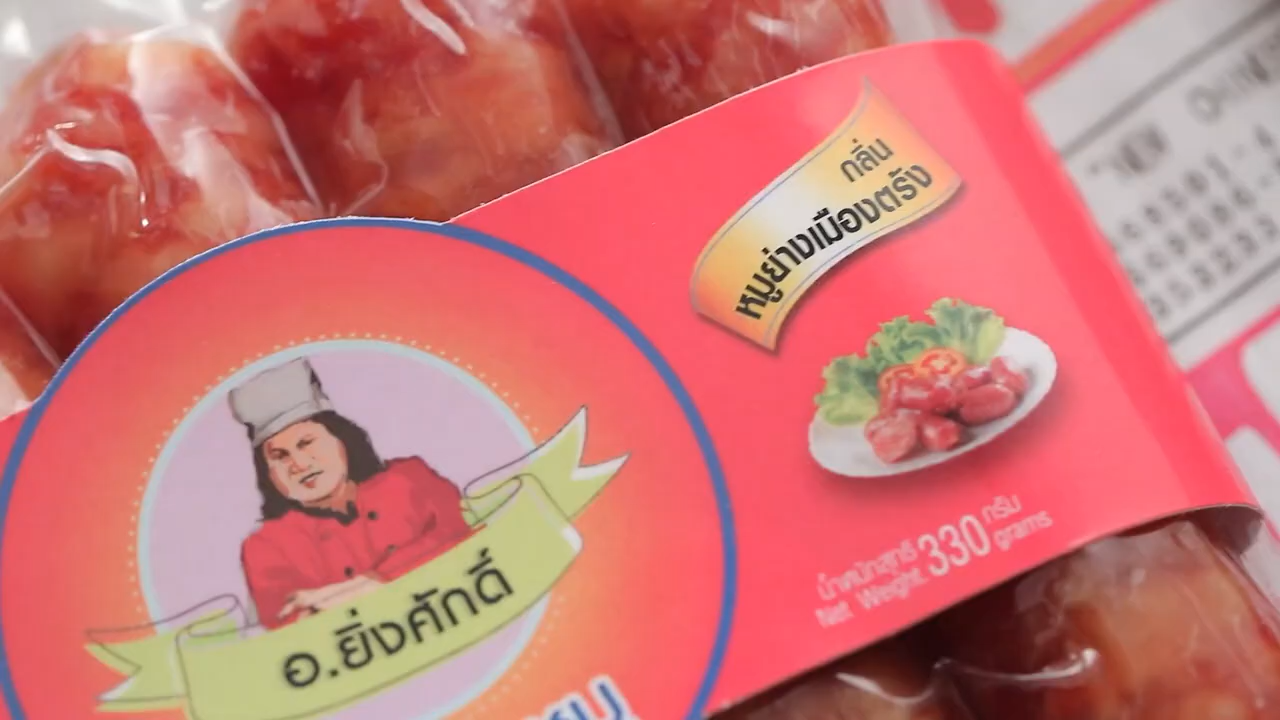 กลิ่น
หมูย่างเมืองตรัง
น้ำหนักสุทธิ 330 กรัม
Net Weight 330 grams
อ.ยิ่งศักดิ์